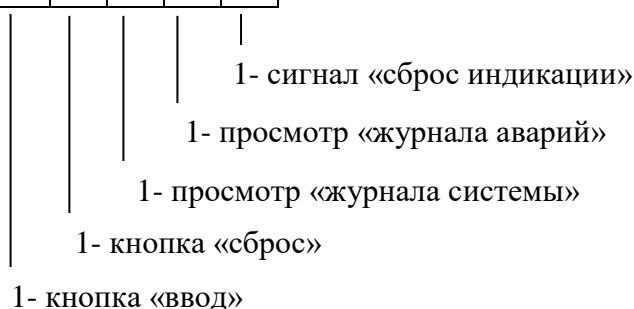 1- сигнал «сброс индикации»
1- просмотр «журнала аварий»
1- просмотр «журнала системы»
1- кнопка «сброс»
1- кнопка «ввод»